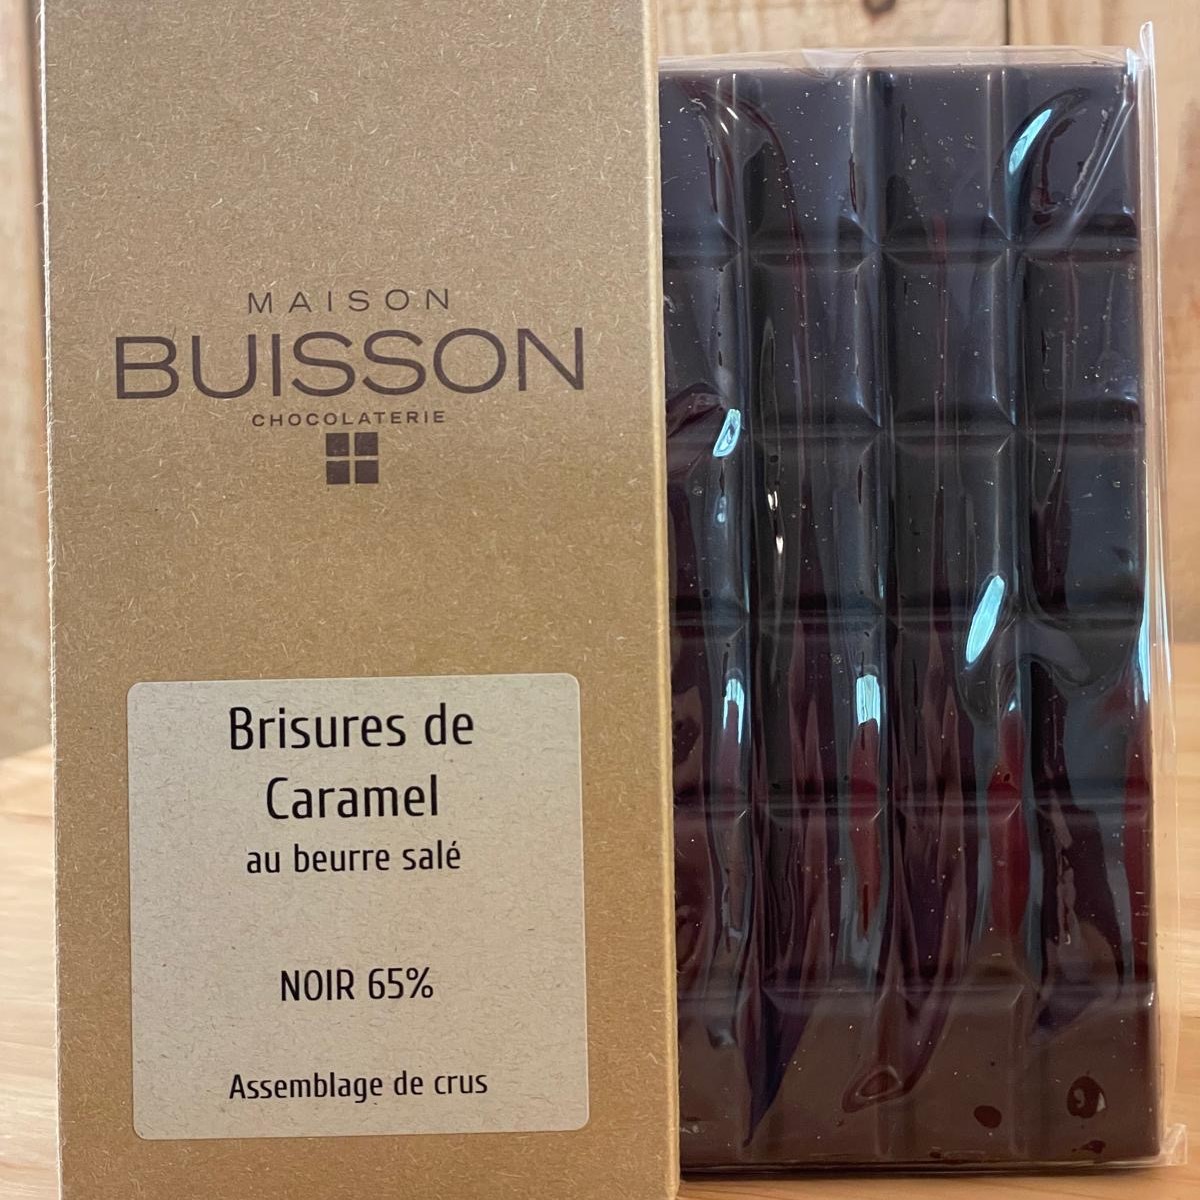 MAISON
BUISSON
CHOCOLATERIE
Brisures de
Caramel
au beurre salé
NOIR 65%
Assemblage de crus